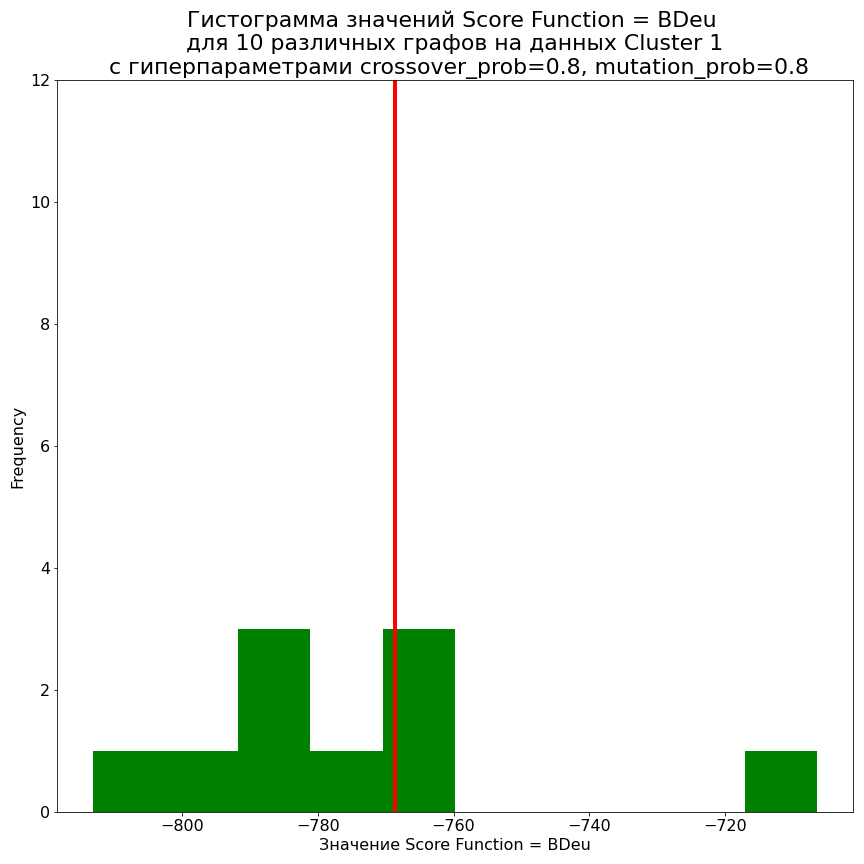 Гистограмма значений Score Function = BDeu
для 10 различных графов на данных Cluster 1
с гиперпараметрами crossover_prob=0.8, mutation_prob=0.8
12
10
8
6
4
2
0
Frequency
−800
−780
−760
−740
−720
Значение Score Function = BDeu